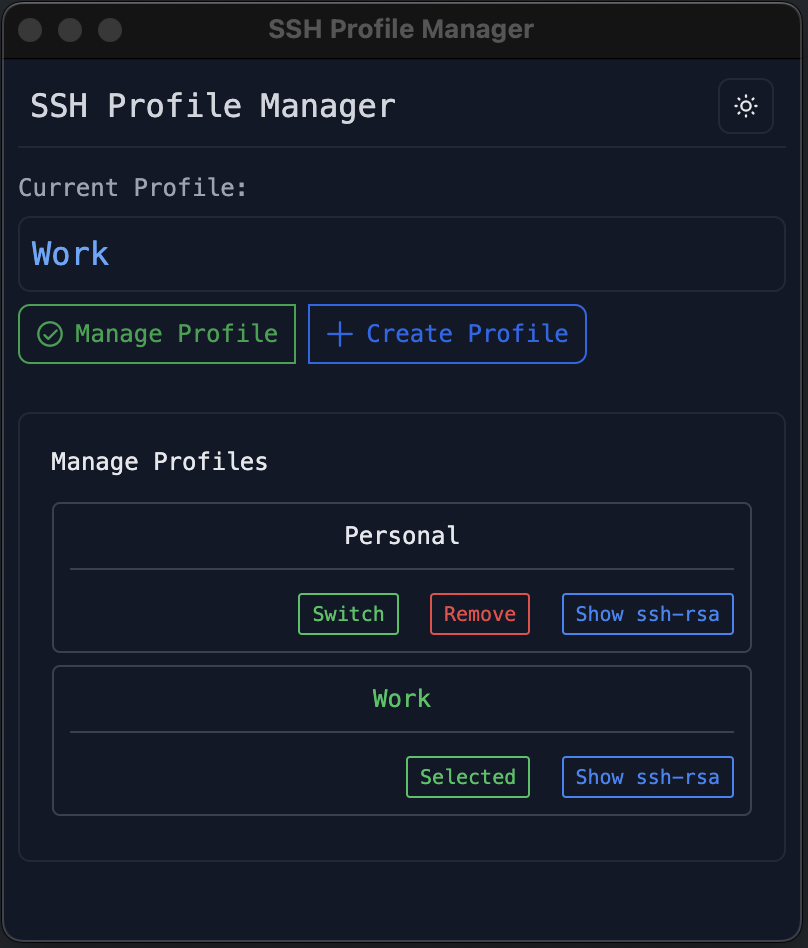 SSH Profile Manager
SSH Profile Manager
Current Profile:
Work
Manage Profile
Create Profile
Manage Profiles
Personal
Switch Remove Show ssh-rsa
Work
Selected Show ssh-rsa